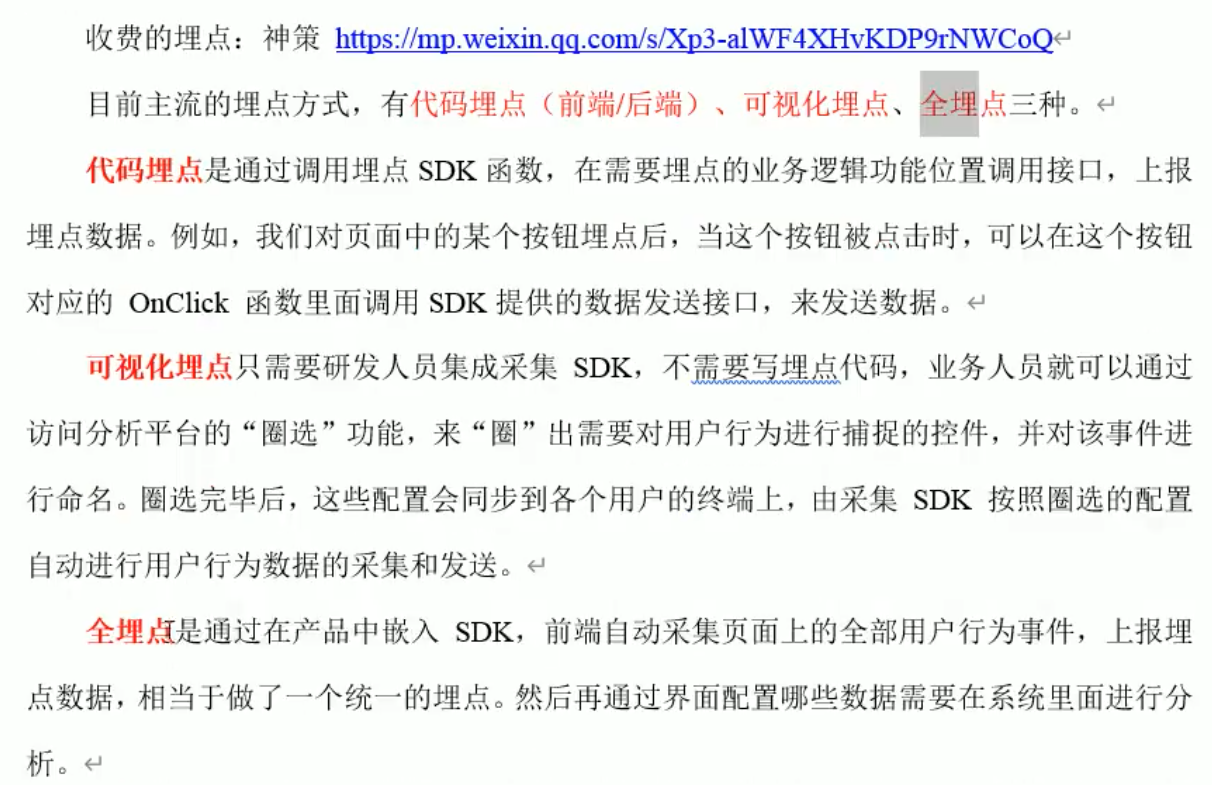 收费的埋点：神策 https://mp.weixin.qq.com/s/Xp3-alWF4XHvKDP9rNWCoQ
目前主流的埋点方式，有代码埋点（前端/后端）、可视化埋点、全埋点三种。
代码埋点是通过调用埋点 SDK 函数，在需要埋点的业务逻辑功能位置调用接口，上报
埋点数据。例如，我们对页面中的某个按钮埋点后，当这个按钮被点击时，可以在这个按钮
对应的 OnClick 函数里面调用 SDK 提供的数据发送接口，来发送数据。
可视化埋点只需要研发人员集成采集 SDK，不需要写埋点代码，业务人员就可以通过
访问分析平台的“圈选”功能，来“圈”出需要对用户行为进行捕捉的控件，并对该事件进
行命名。圈选完毕后，这些配置会同步到各个用户的终端上，由采集 SDK 按照圈选的配置
自动进行用户行为数据的采集和发送。
全埋点是通过在产品中嵌入 SDK，前端自动采集页面上的全部用户行为事件，上报埋
点数据，相当于做了一个统一的埋点。然后再通过界面配置哪些数据需要在系统里面进行分
析。